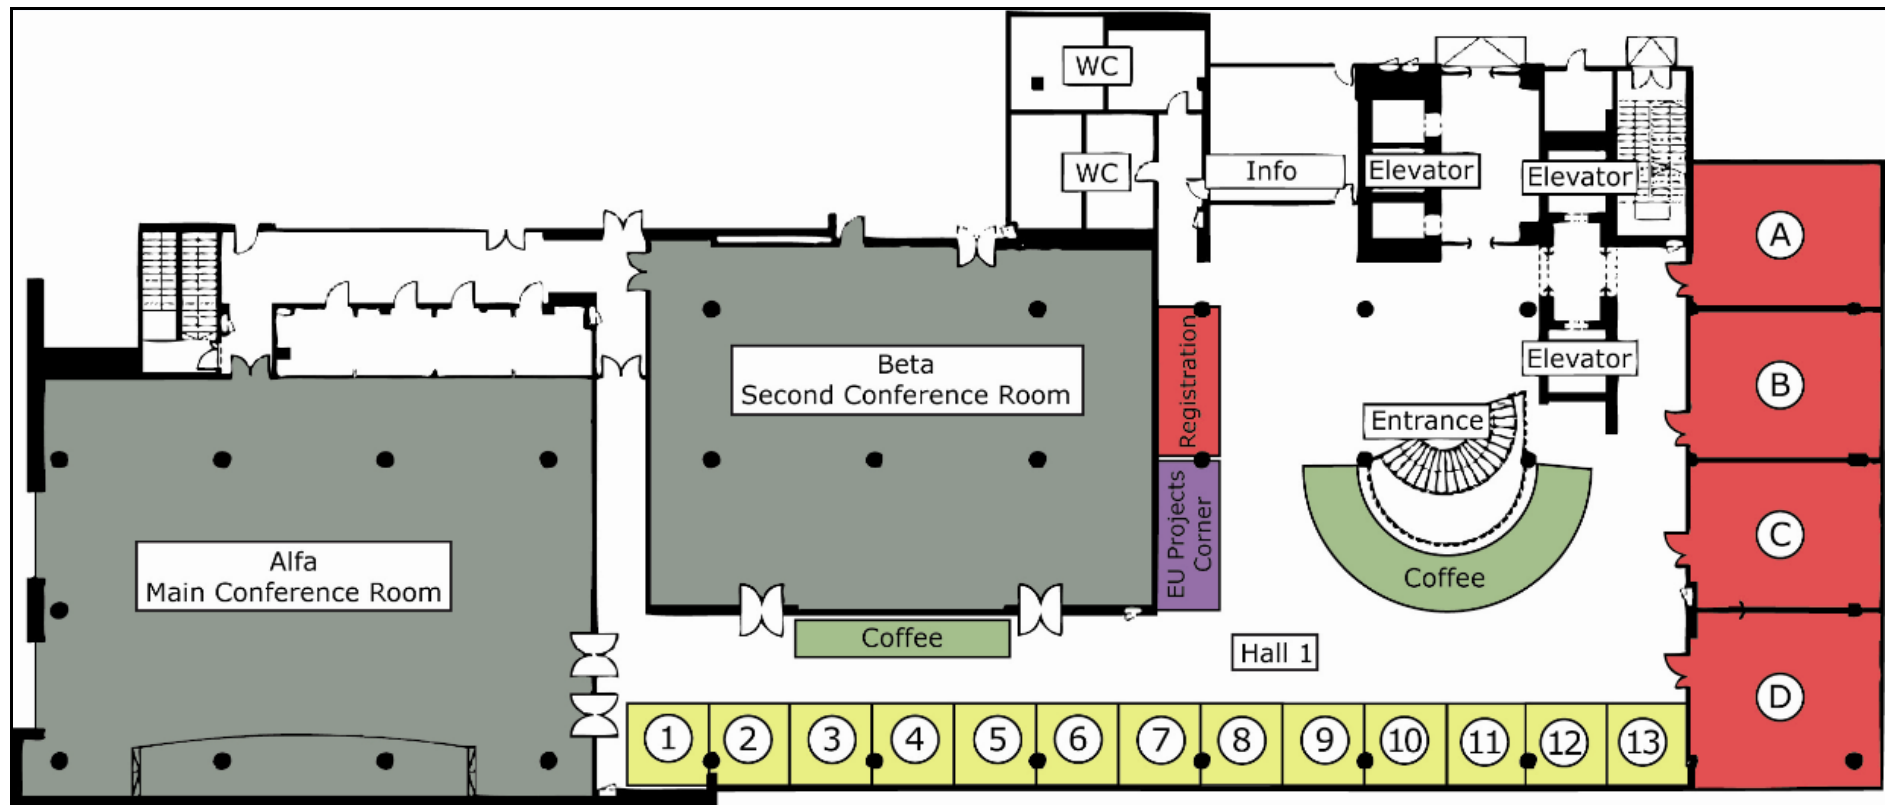 WC
WC
Info
Elevator
Elevator
A
Registration
Beta
Second Conference Room
Elevator
B
Entrance
EU Projects
Corner
C
Alfa
Main Conference Room
Coffee
Coffee
Hall 1
D
1
2
3
4
5
6
7
8
9
10
11
12
13